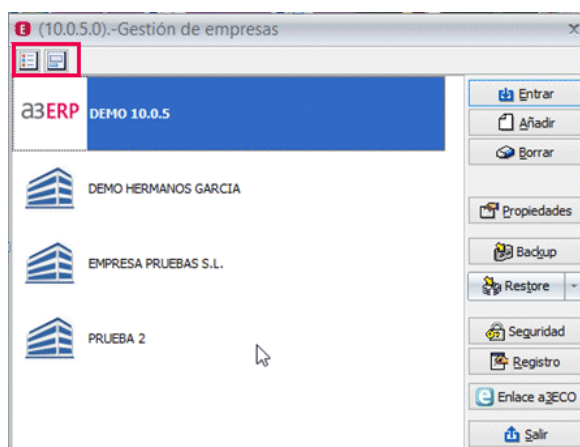 (10.0.5.0).-Gestión de empresas
a3ERP DEMO 10.0.5
DEMO HERMANOS GARCIA
EMPRESA PRUEBAS S.L.
PRUEBA 2
Entrar
Añadir
Borrar
Propiedades
Backup
Restore
Seguridad
Registro
Enlace a3ECO
Salir